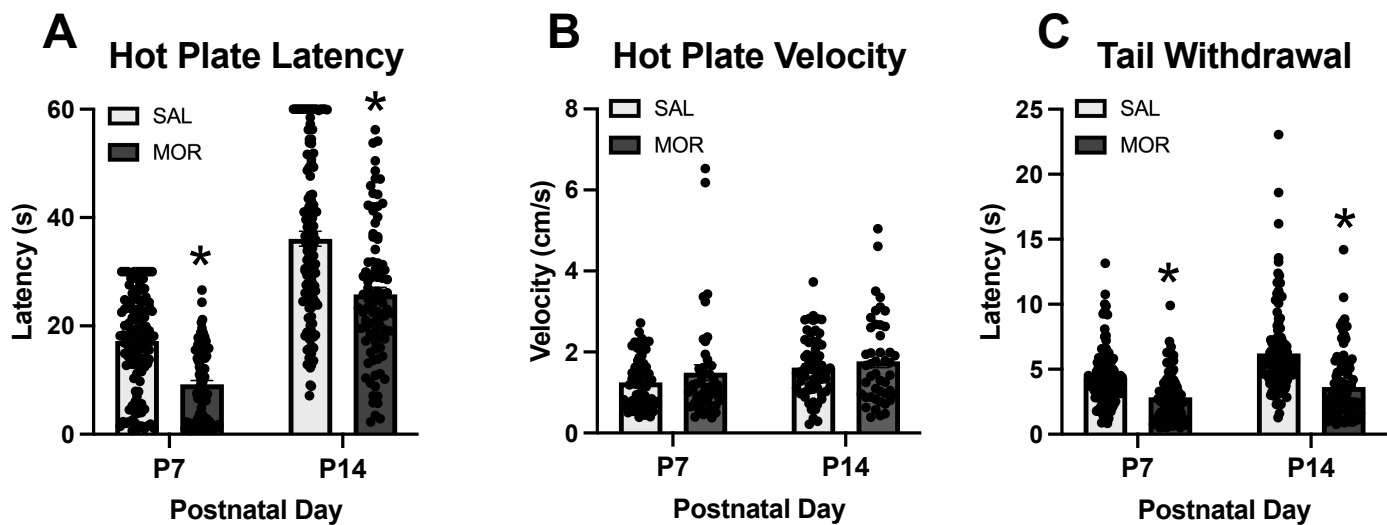 A
Hot Plate Latency
SAL
MOR
*
*
60
40
20
0
Latency (s)
P7
P14
Postnatal Day
B
Hot Plate Velocity
SAL
MOR
8
6
4
2
0
Velocity (cm/s)
P7
P14
Postnatal Day
C
Tail Withdrawal
SAL
MOR
*
*
25
20
15
10
5
0
Latency (s)
P7
P14
Postnatal Day